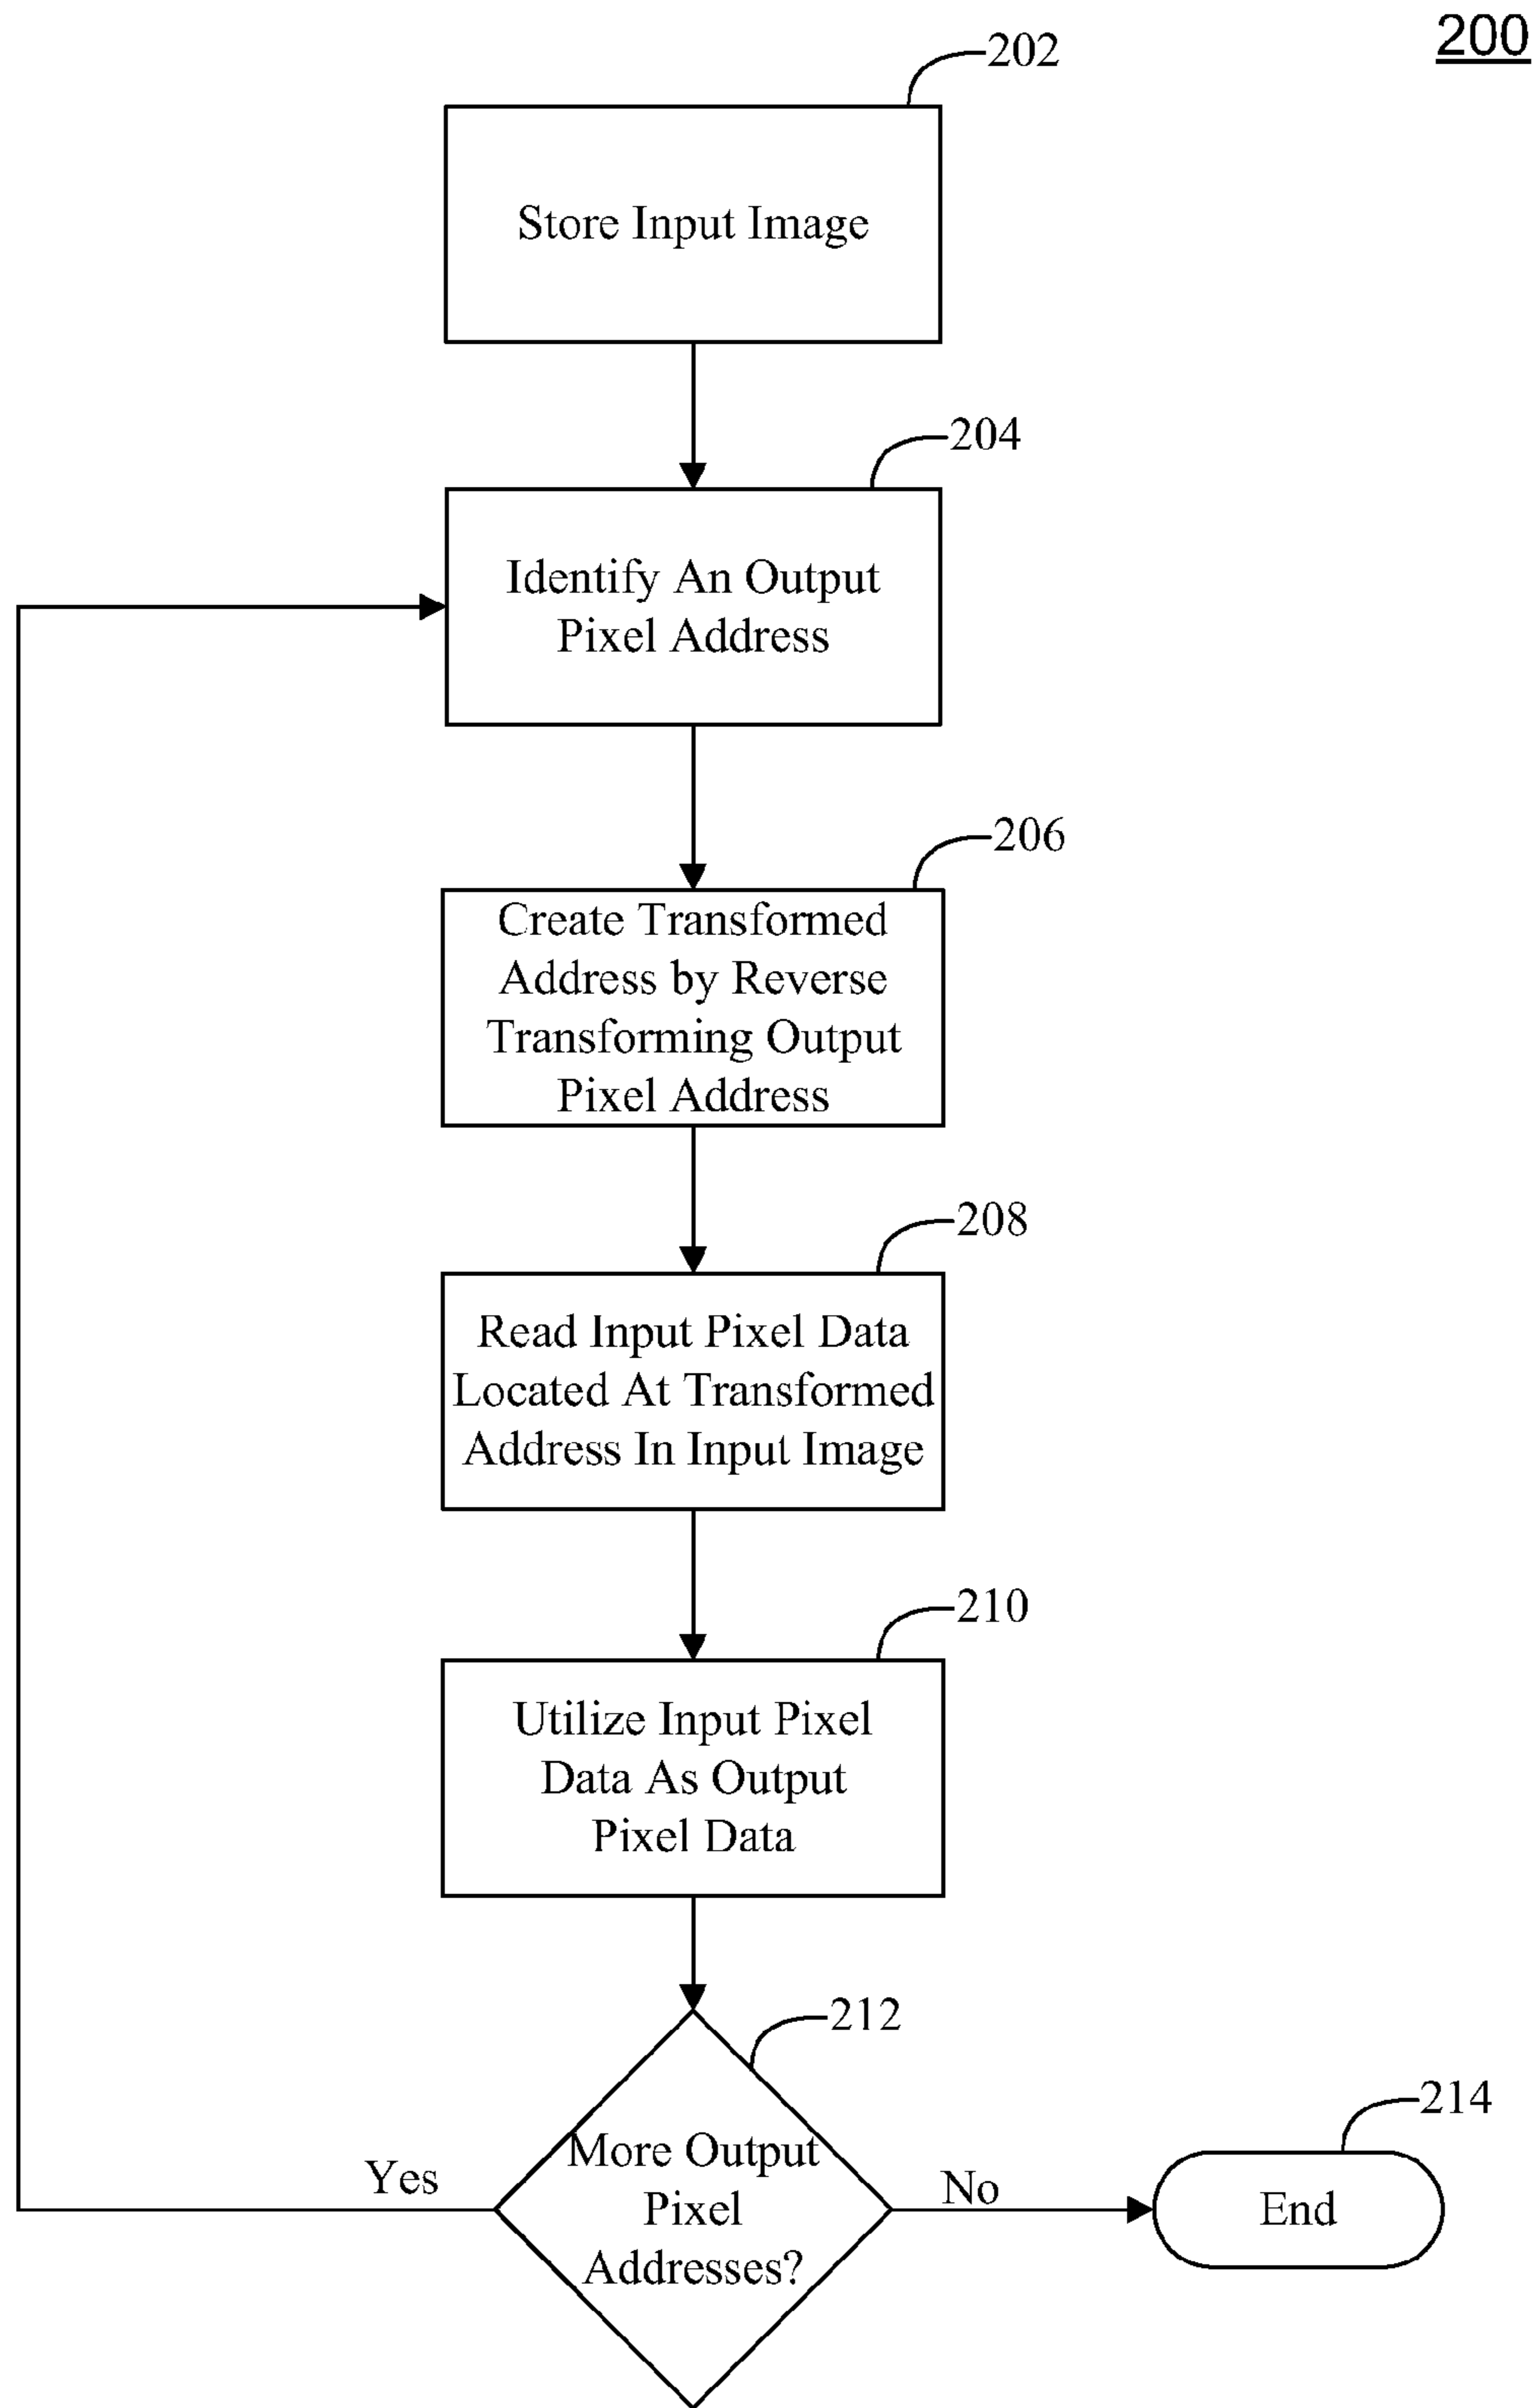 200
202
Store Input Image
204
Identify An Output
Pixel Address
206
Create Transformed
Address by Reverse
Transforming Output
Pixel Address
208
Read Input Pixel Data
Located At Transformed
Address In Input Image
210
Utilize Input Pixel
Data As Output
Pixel Data
212
More Output
Pixel
Addresses?
Yes
No
214
End